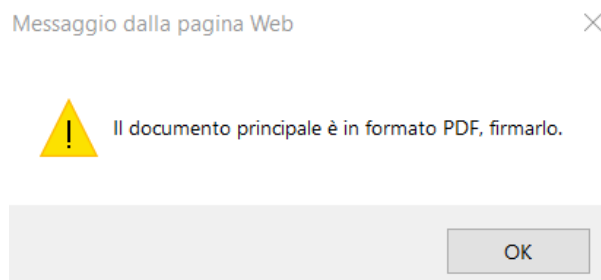 Messaggio dalla pagina Web
Il documento principale è in formato PDF, firmarlo.
OK